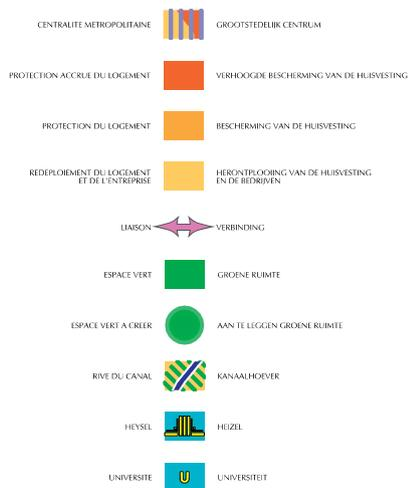 CENTRALITE METROPOLITAINE GROOTSTEDELIJK CENTRUM
PROTECTION ACCRUE DU LOGEMENT VERHOOGDE BESCHERMING VAN DE HUISVESTING
PROTECTION DU LOGEMENT BESCHERMING VAN DE HUISVESTING
REDEPLOIEMENT DU LOGEMENT HERONTPLOOING VAN DE HUISVESTING
ET DE L'ENTREPRISE EN DE BEDRIJVEN
LIAISON VERBINDING
ESPACE VERT GROENE RUIMTE
ESPACE VERT A CREER AAN TE LEGGEN GROENE RUIMTE
RIVE DU CANAL KANAALHOEVER
HEYSEL HEIZEL
UNIVERSITE U UNIVERSITEIT